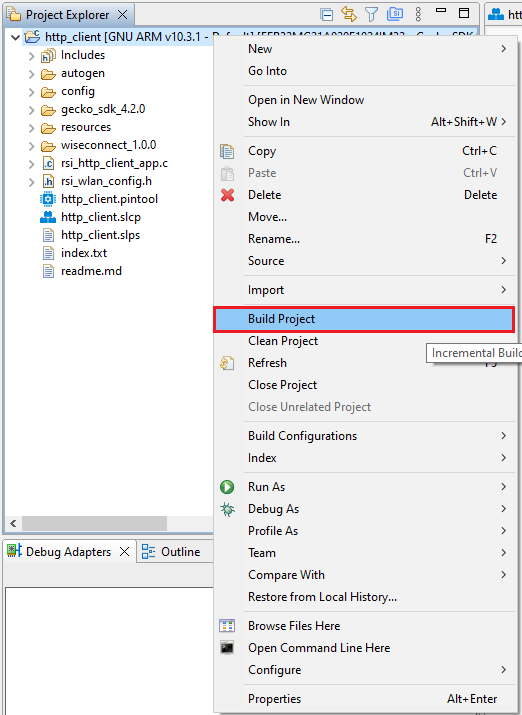 Project Explorer
htt
http_client [GNU ARM v10.3.1 - Default]
New
Go Into
Includes
autogen
config
gecko_sdk_4.2.0
resources
wiseconnect_1.0.0
rsi_http_client_app.c
rsi_wlan_config.h
http_client.pintool
http_client.slcp
http_client.slps
index.txt
readme.md
Open in New Window
Show In Alt+Shift+W
Copy Ctrl+C
Paste Ctrl+V
Delete Delete
Move...
Rename... F2
Source
Import
Build Project
Clean Project
Incremental Build
Refresh
Close Project
Close Unrelated Project
Build Configurations
Index
Run As
Debug As
Profile As
Team
Compare With
Restore from Local History...
Browse Files Here
Open Command Line Here
Configure
Properties Alt+Enter
Debug Adapters
Outline